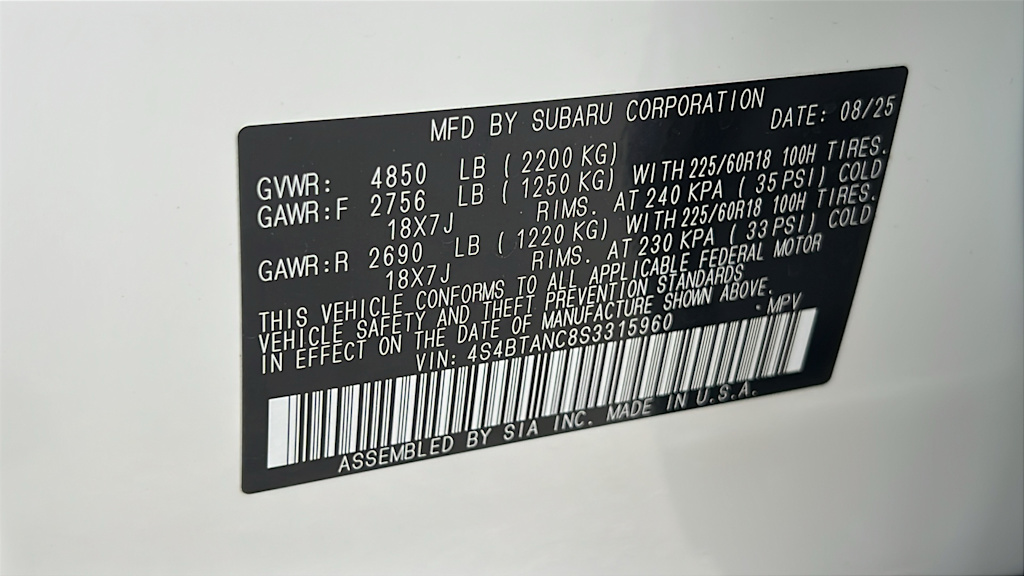 MFD BY SUBARU CORPORATION DATE: 08/25
GVWR: 4850 LB ( 2200 KG)
GAWR:F 2756 LB ( 1250 KG) WITH 225/60R18 100H TIRES.
18X7J RIMS. AT 240 KPA ( 35 PSI) COLD
GAWR:R 2690 LB ( 1220 KG) WITH 225/60R18 100H TIRES.
18X7J RIMS. AT 230 KPA ( 33 PSI) COLD
THIS VEHICLE CONFORMS TO ALL APPLICABLE FEDERAL MOTOR
VEHICLE SAFETY AND THEFT PREVENTION STANDARDS
IN EFFECT ON THE DATE OF MANUFACTURE SHOWN ABOVE.
VIN: 4S4BTANC8S3315960 · MPV
ASSEMBLED BY SIA INC. MADE IN U.S.A.